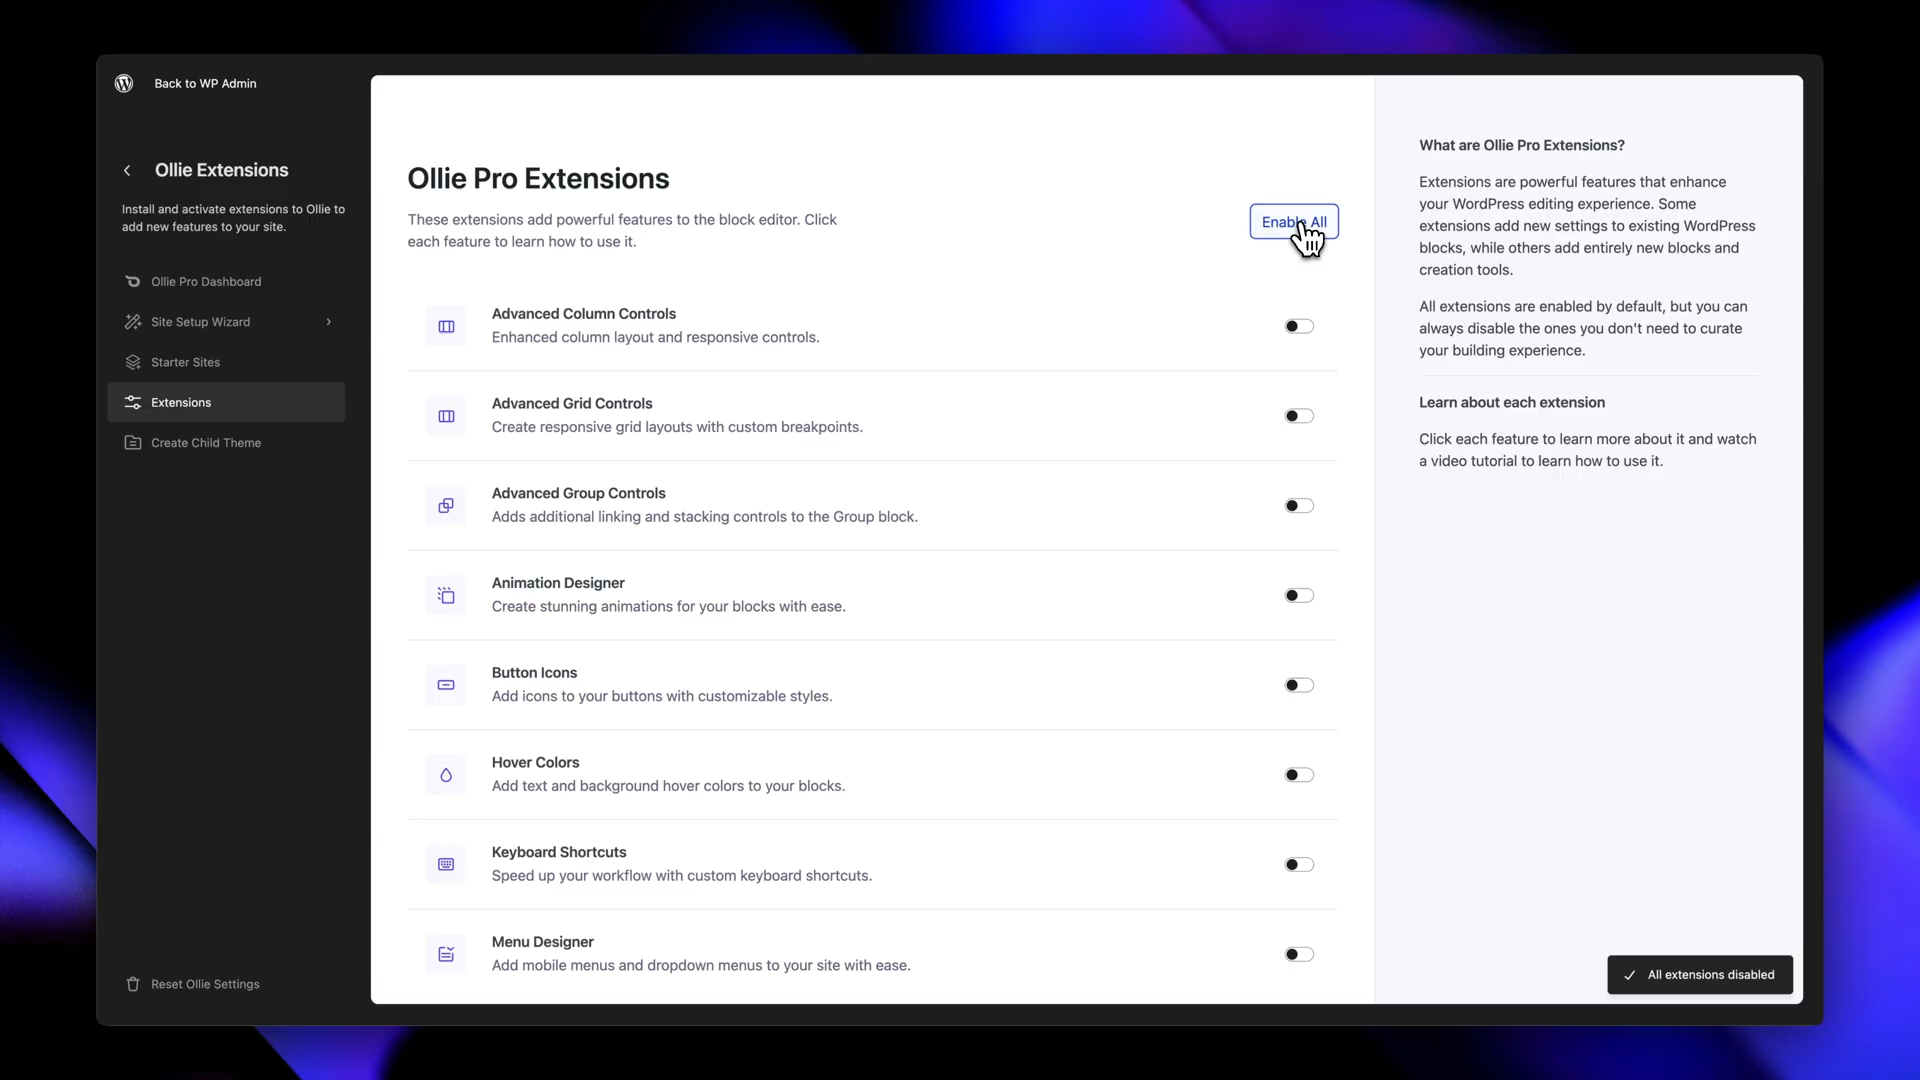 Back to WP Admin
Ollie Extensions
Install and activate extensions to Ollie to
add new features to your site.
Ollie Pro Dashboard
Site Setup Wizard
Starter Sites
Extensions
Create Child Theme
Reset Ollie Settings
Ollie Pro Extensions
These extensions add powerful features to the block editor. Click
each feature to learn how to use it.
Enable All
Advanced Column Controls
Enhanced column layout and responsive controls.
Advanced Grid Controls
Create responsive grid layouts with custom breakpoints.
Advanced Group Controls
Adds additional linking and stacking controls to the Group block.
Animation Designer
Create stunning animations for your blocks with ease.
Button Icons
Add icons to your buttons with customizable styles.
Hover Colors
Add text and background hover colors to your blocks.
Keyboard Shortcuts
Speed up your workflow with custom keyboard shortcuts.
Menu Designer
Add mobile menus and dropdown menus to your site with ease.
What are Ollie Pro Extensions?
Extensions are powerful features that enhance
your WordPress editing experience. Some
extensions add new settings to existing WordPress
blocks, while others add entirely new blocks and
creation tools.
All extensions are enabled by default, but you can
always disable the ones you don't need to curate
your building experience.
Learn about each extension
Click each feature to learn more about it and watch
a video tutorial to learn how to use it.
All extensions disabled